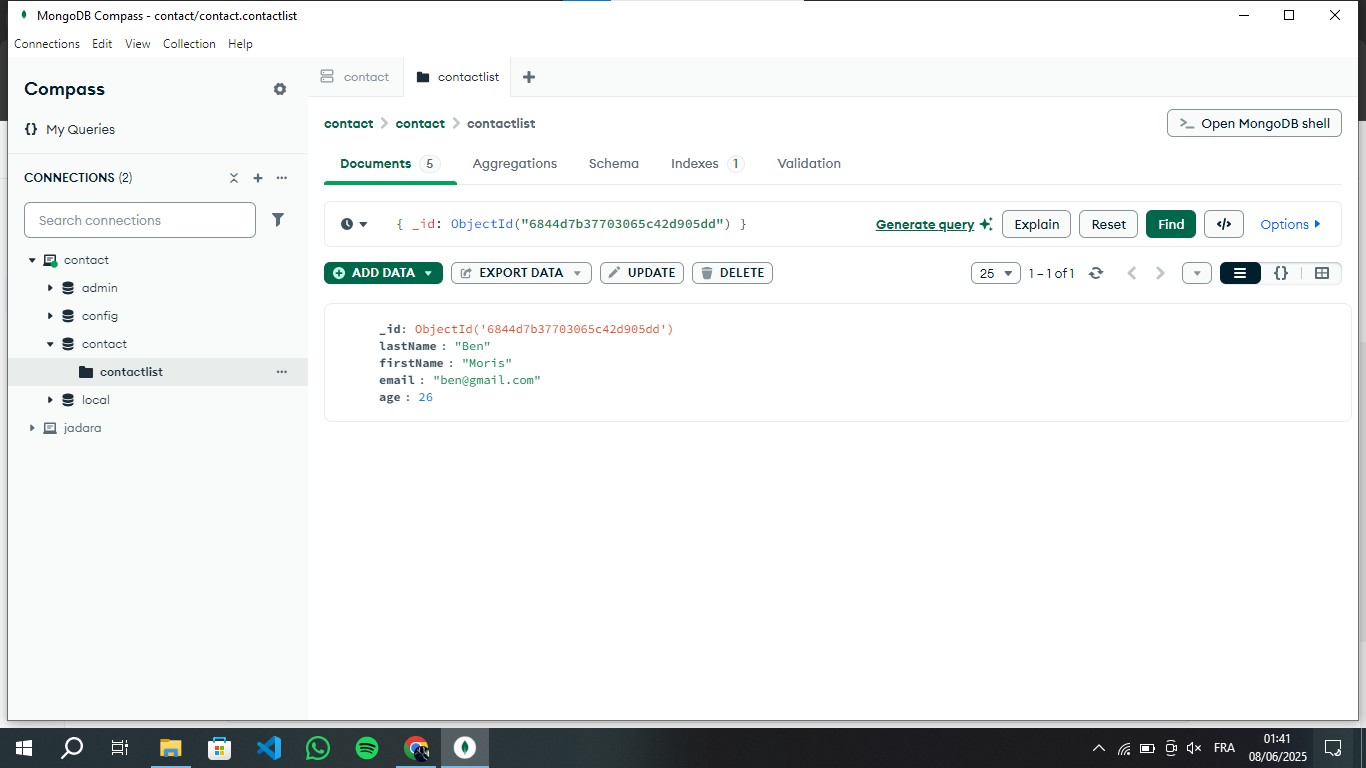 MongoDB Compass - contact/contact.contactlist
Connections Edit View Collection Help
Compass
My Queries
CONNECTIONS (2)
Search connections
contact
admin
config
contact
contactlist
local
jadara
contact contactlist
contact > contact > contactlist
>_ Open MongoDB shell
Documents 5 Aggregations Schema Indexes 1 Validation
{ _id: ObjectId("6844d7b37703065c42d905dd") }
Generate query Explain Reset Find </> Options
ADD DATA EXPORT DATA UPDATE DELETE
25 1 – 1 of 1 {}
_id: ObjectId('6844d7b37703065c42d905dd')
lastName : "Ben"
firstName : "Moris"
email : "ben@gmail.com"
age : 26
FRA
01:41
08/06/2025